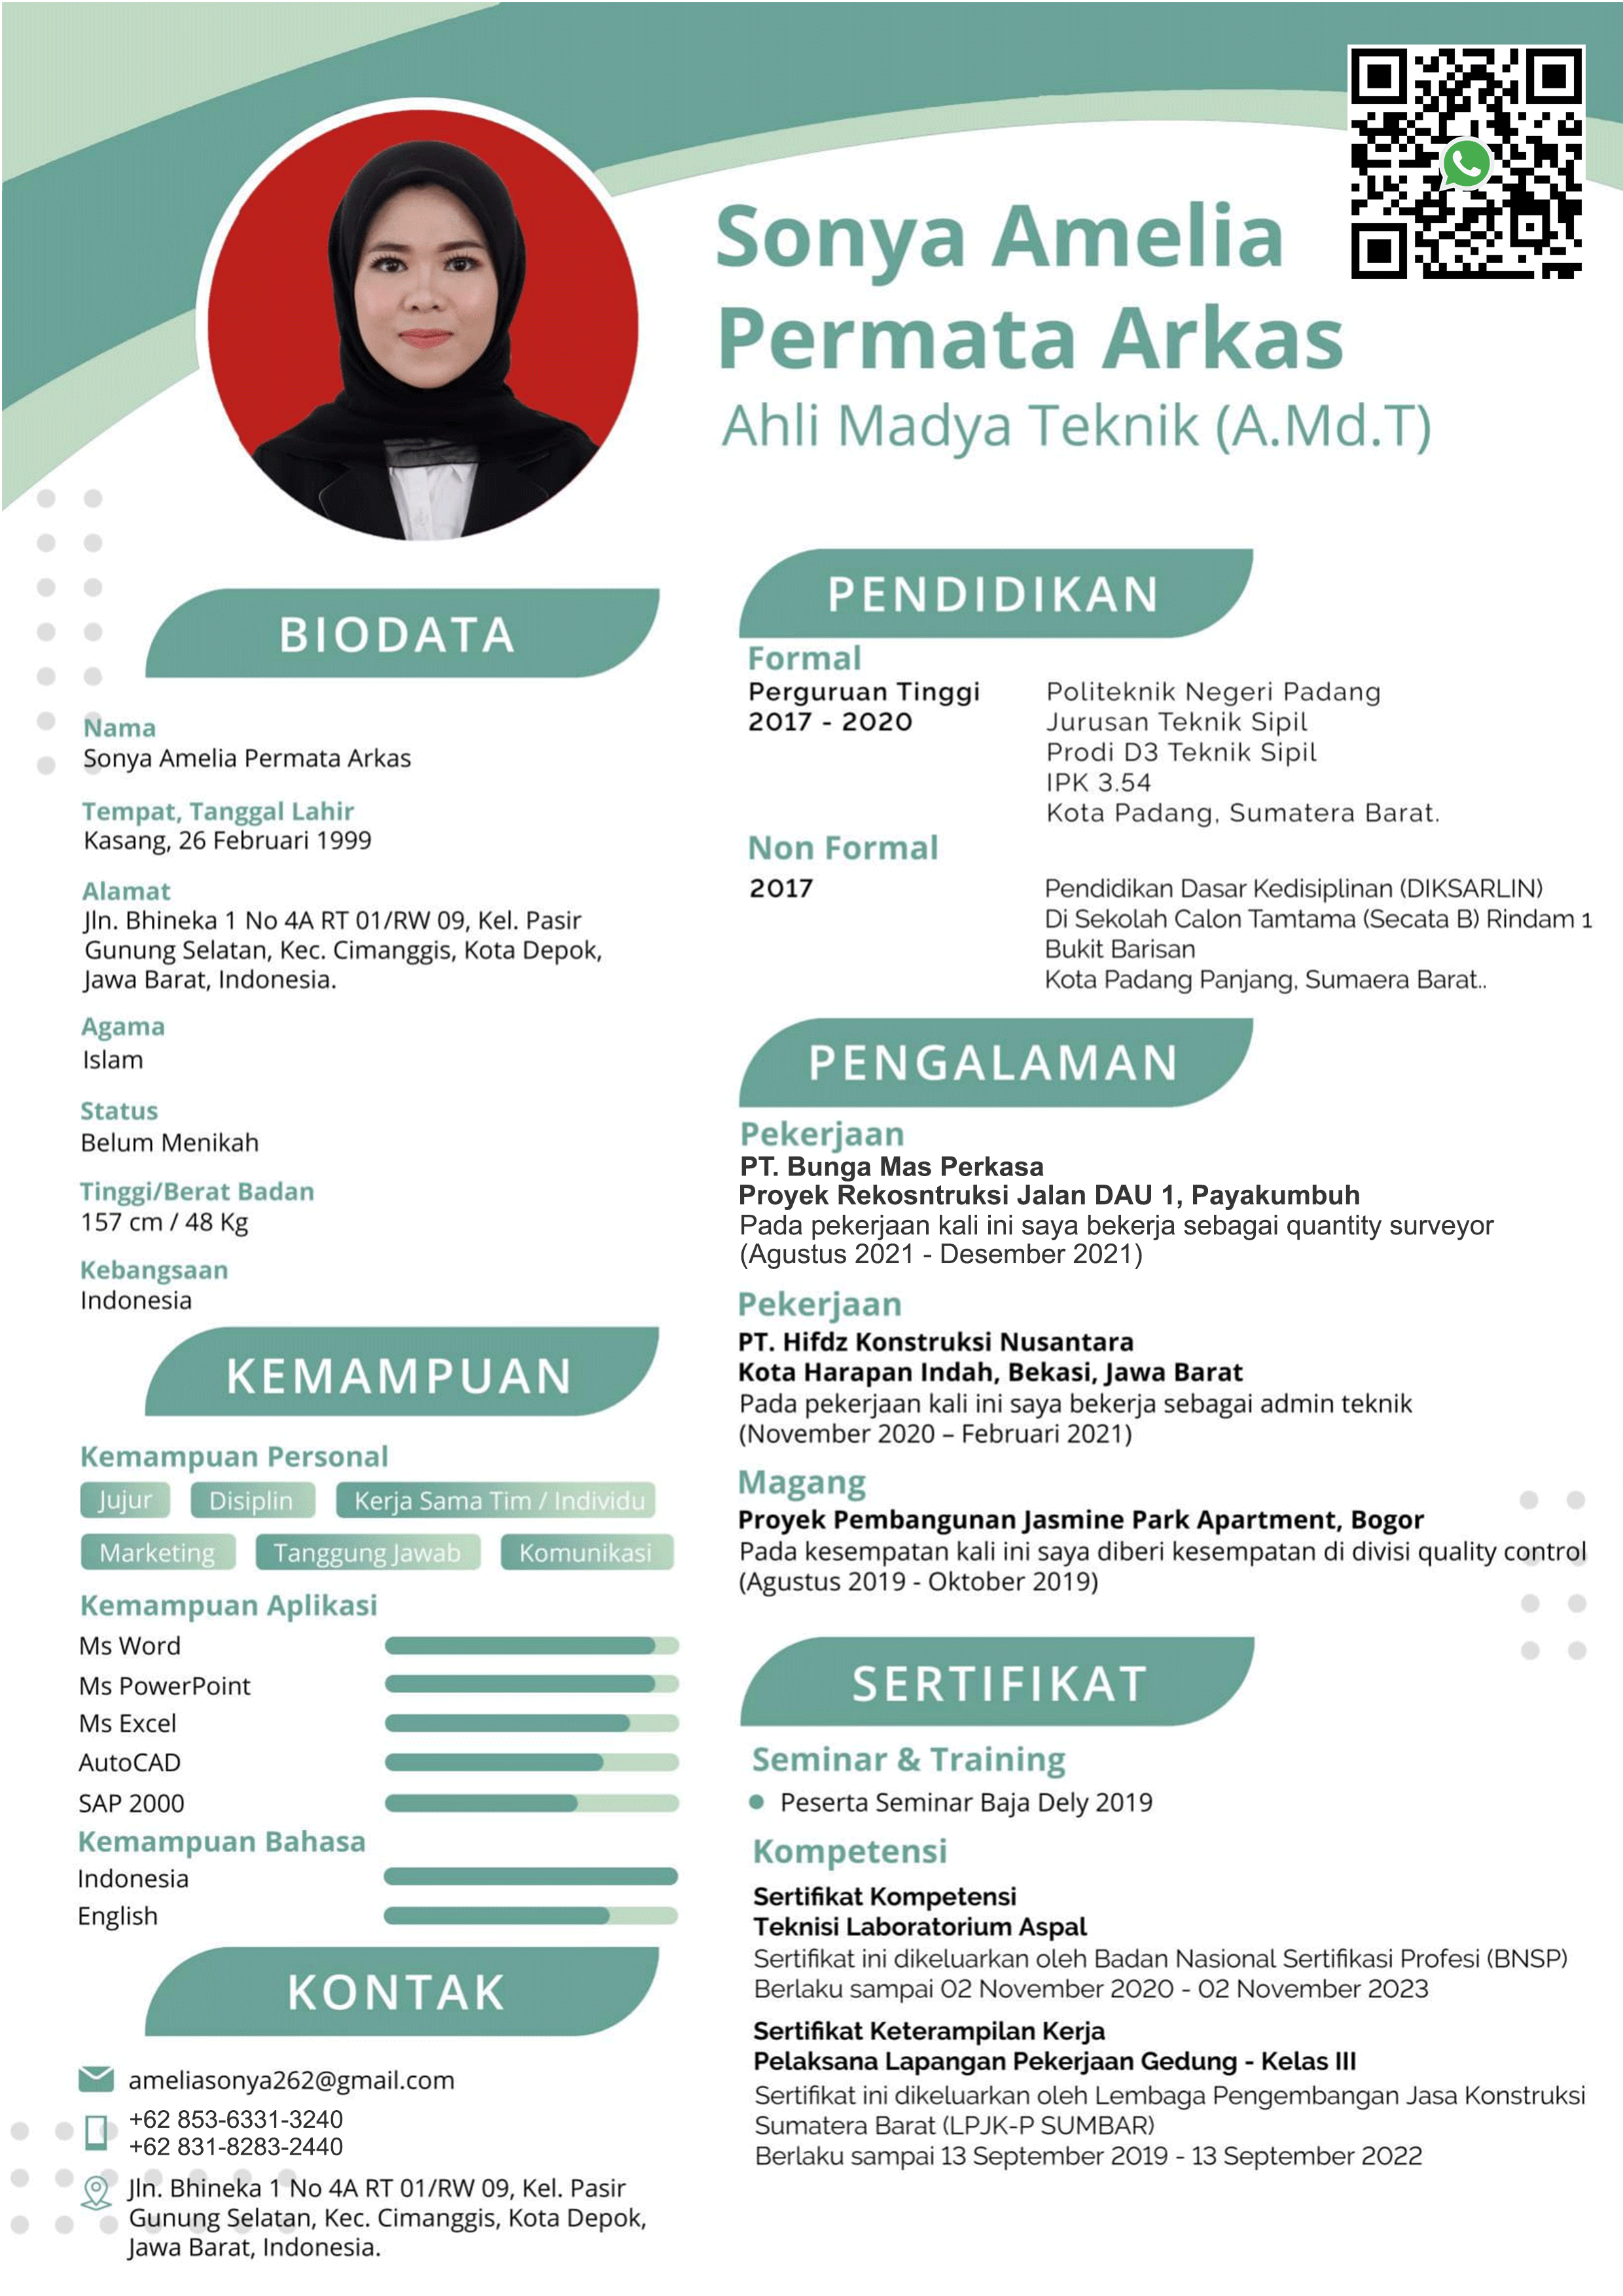 Sonya Amelia
Permata Arkas
Ahli Madya Teknik (A.Md.T)
BIODATA
Nama
Sonya Amelia Permata Arkas
Tempat, Tanggal Lahir
Kasang, 26 Februari 1999
Alamat
Jln. Bhineka 1 No 4A RT 01/RW 09, Kel. Pasir
Gunung Selatan, Kec. Cimanggis, Kota Depok,
Jawa Barat, Indonesia.
Agama
Islam
Status
Belum Menikah
Tinggi/Berat Badan
157 cm / 48 Kg
Kebangsaan
Indonesia
KEMAMPUAN
Kemampuan Personal
Jujur
Disiplin
Kerja Sama Tim / Individu
Marketing
Tanggung Jawab
Komunikasi
Kemampuan Aplikasi
Ms Word
Ms PowerPoint
Ms Excel
AutoCAD
SAP 2000
Kemampuan Bahasa
Indonesia
English
KONTAK
ameliasonya262@gmail.com
+62 853-6331-3240
+62 831-8283-2440
Jln. Bhineka 1 No 4A RT 01/RW 09, Kel. Pasir
Gunung Selatan, Kec. Cimanggis, Kota Depok,
Jawa Barat, Indonesia.
PENDIDIKAN
Formal
Perguruan Tinggi
2017 - 2020
Politeknik Negeri Padang
Jurusan Teknik Sipil
Prodi D3 Teknik Sipil
IPK 3.54
Kota Padang, Sumatera Barat.
Non Formal
2017
Pendidikan Dasar Kedisiplinan (DIKSARLIN)
Di Sekolah Calon Tamtama (Secata B) Rindam 1
Bukit Barisan
Kota Padang Panjang, Sumaera Barat..
PENGALAMAN
Pekerjaan
PT. Bunga Mas Perkasa
Proyek Rekosntruksi Jalan DAU 1, Payakumbuh
Pada pekerjaan kali ini saya bekerja sebagai quantity surveyor
(Agustus 2021 - Desember 2021)
Pekerjaan
PT. Hifdz Konstruksi Nusantara
Kota Harapan Indah, Bekasi, Jawa Barat
Pada pekerjaan kali ini saya bekerja sebagai admin teknik
(November 2020 – Februari 2021)
Magang
Proyek Pembangunan Jasmine Park Apartment, Bogor
Pada kesempatan kali ini saya diberi kesempatan di divisi quality control
(Agustus 2019 - Oktober 2019)
SERTIFIKAT
Seminar & Training
Peserta Seminar Baja Dely 2019
Kompetensi
Sertifikat Kompetensi
Teknisi Laboratorium Aspal
Sertifikat ini dikeluarkan oleh Badan Nasional Sertifikasi Profesi (BNSP)
Berlaku sampai 02 November 2020 - 02 November 2023
Sertifikat Keterampilan Kerja
Pelaksana Lapangan Pekerjaan Gedung - Kelas III
Sertifikat ini dikeluarkan oleh Lembaga Pengembangan Jasa Konstruksi
Sumatera Barat (LPJK-P SUMBAR)
Berlaku sampai 13 September 2019 - 13 September 2022